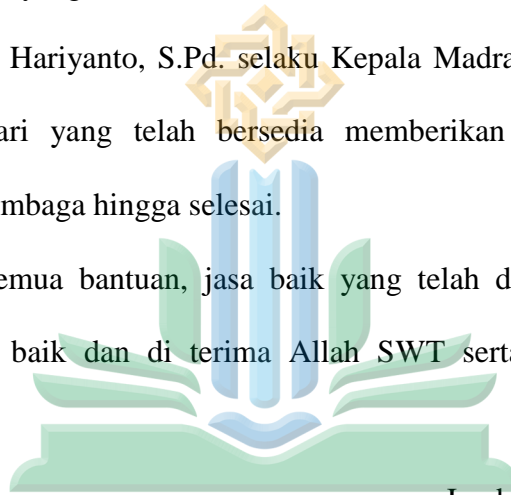 Hariyanto, S.Pd. selaku Kepala Madra
ari yang telah bersedia memberikan
mbaga hingga selesai.
emua bantuan, jasa baik yang telah d
baik dan di terima Allah SWT serta